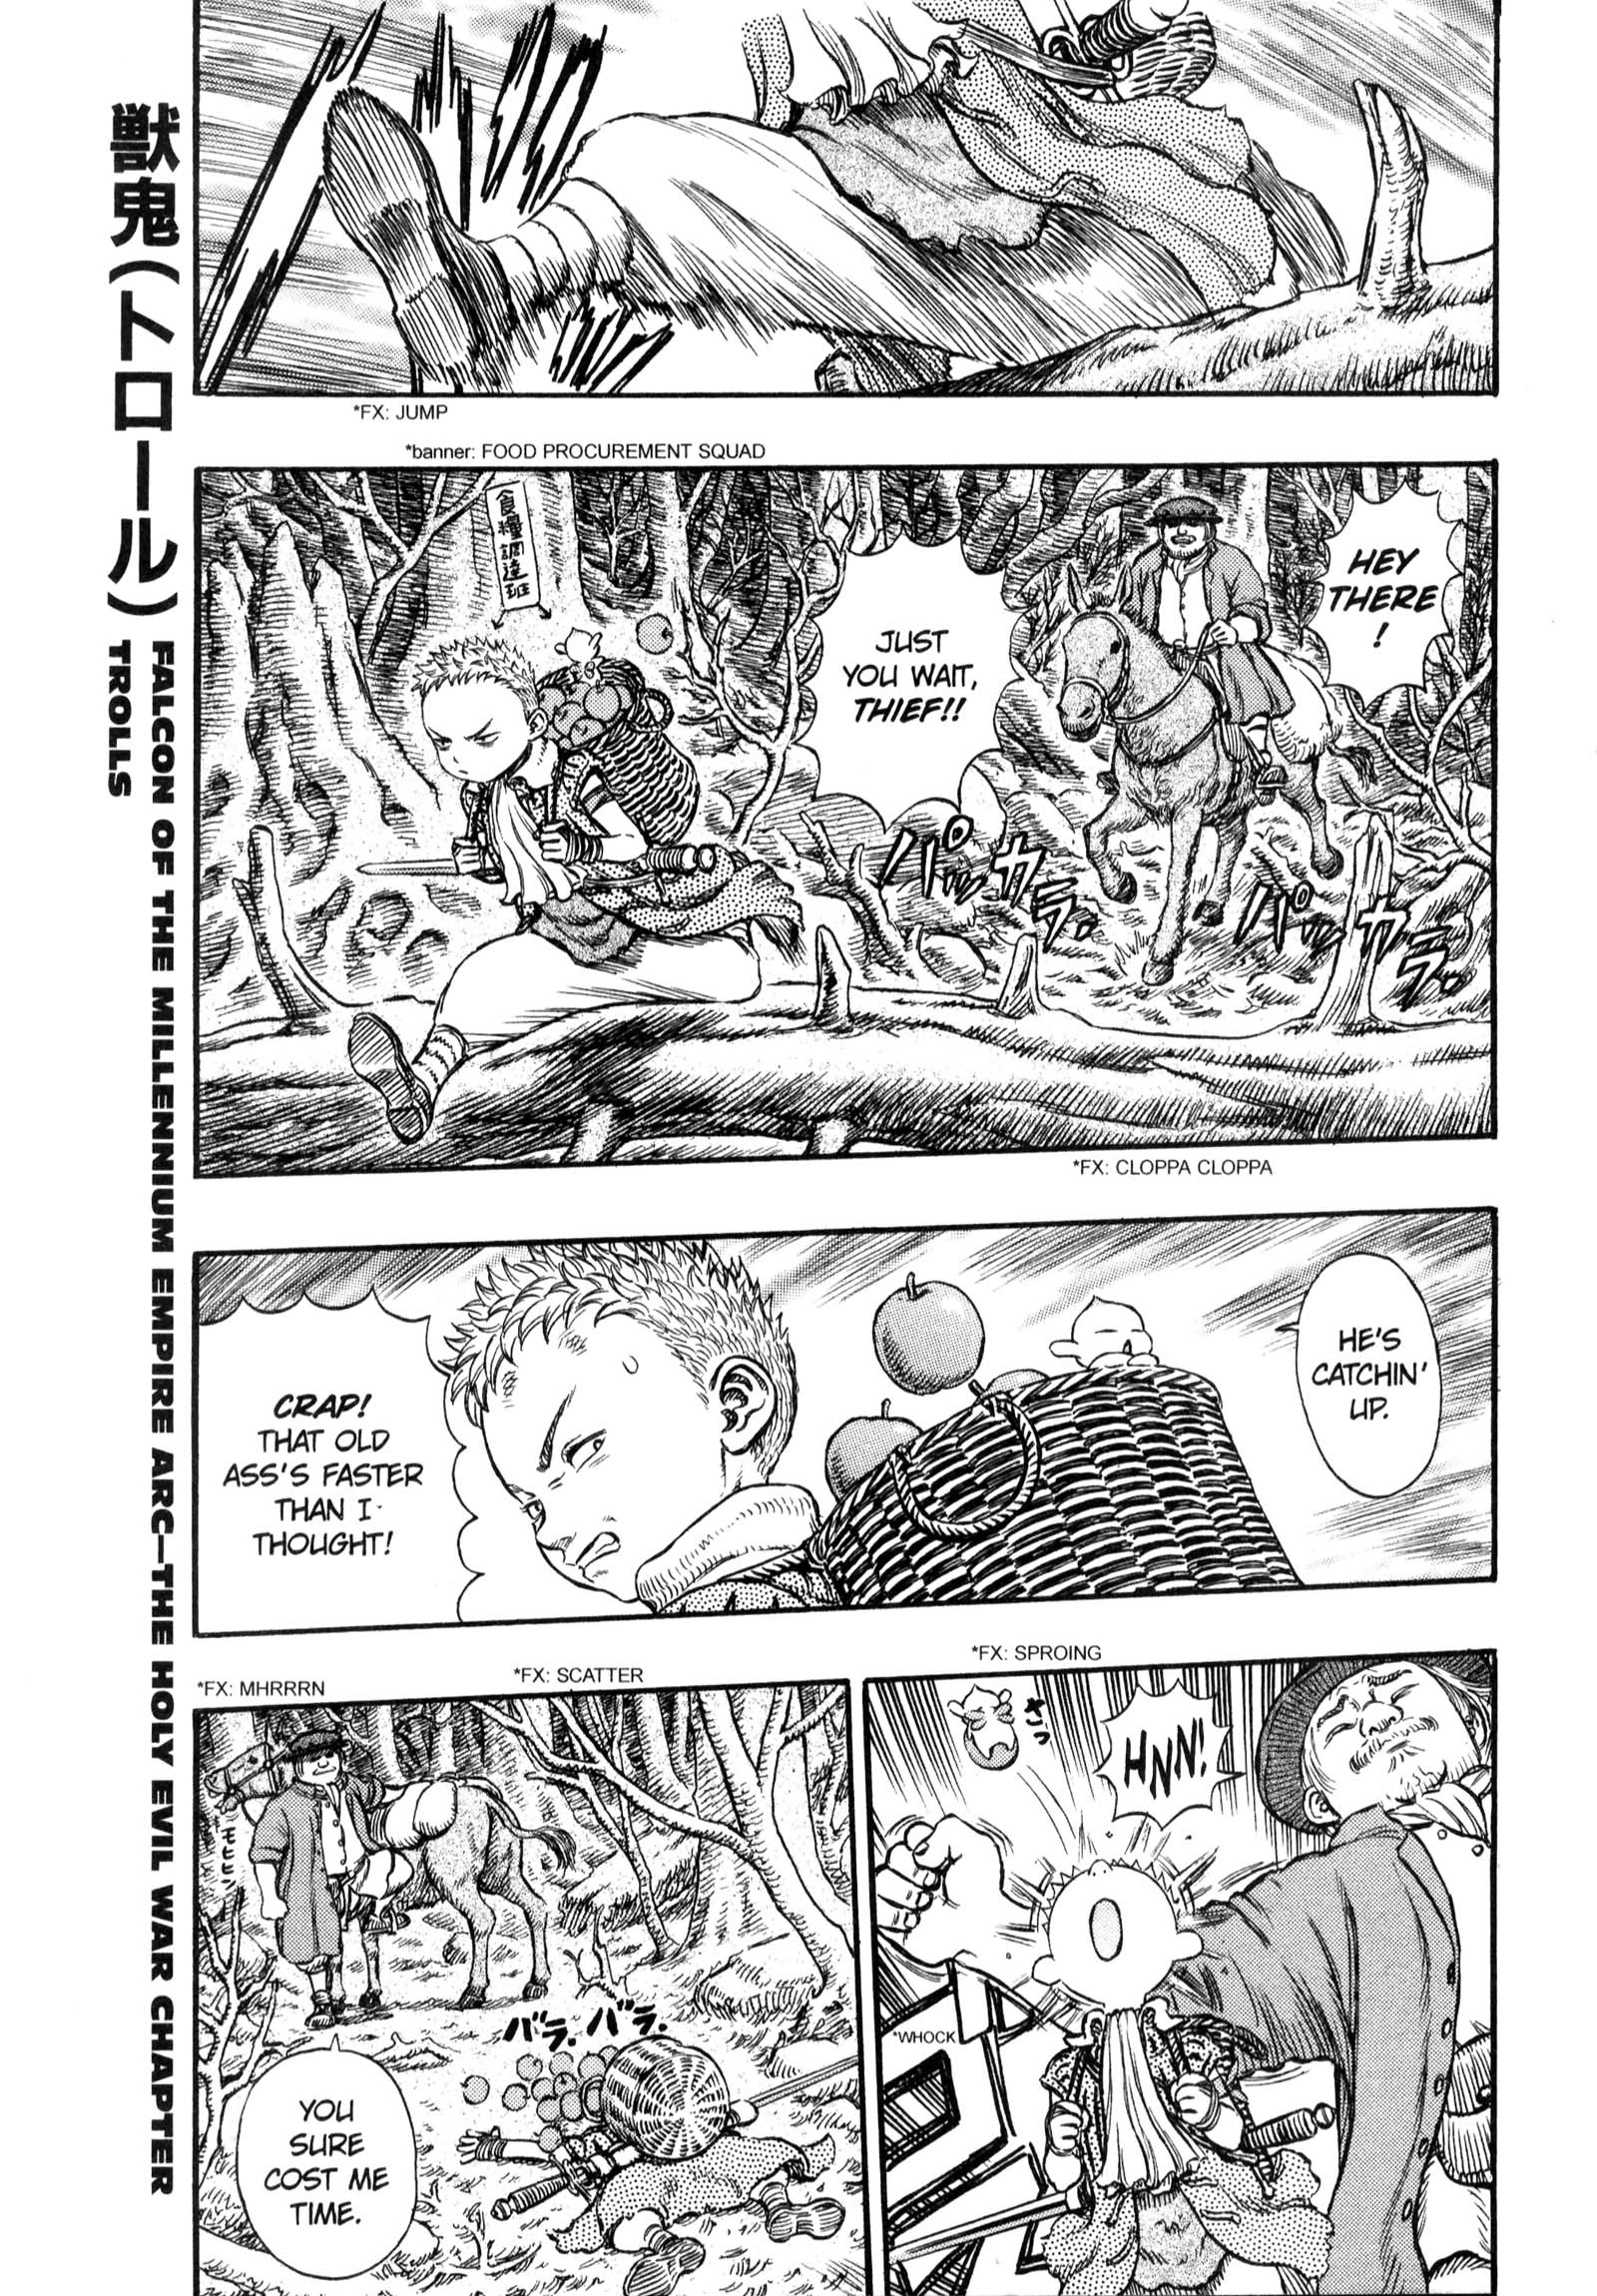 獣鬼(トロール)
FALCON OF THE MILLENNIUM EMPIRE ARC—THE HOLY EVIL WAR CHAPTER
TROLLS
*FX: JUMP
*banner: FOOD PROCUREMENT SQUAD
食糧調達班
HEY
THERE
!
JUST
YOU WAIT,
THIEF!!
パッカラッ
パッカラッ
*FX: CLOPPA CLOPPA
HE'S
CATCHIN'
UP.
CRAP!
THAT OLD
ASS'S FASTER
THAN I
THOUGHT!
*FX: SPROING
HNN!
*WHOCK
*FX: MHRRRN
*FX: SCATTER
バラバラ
YOU
SURE
COST ME
TIME.